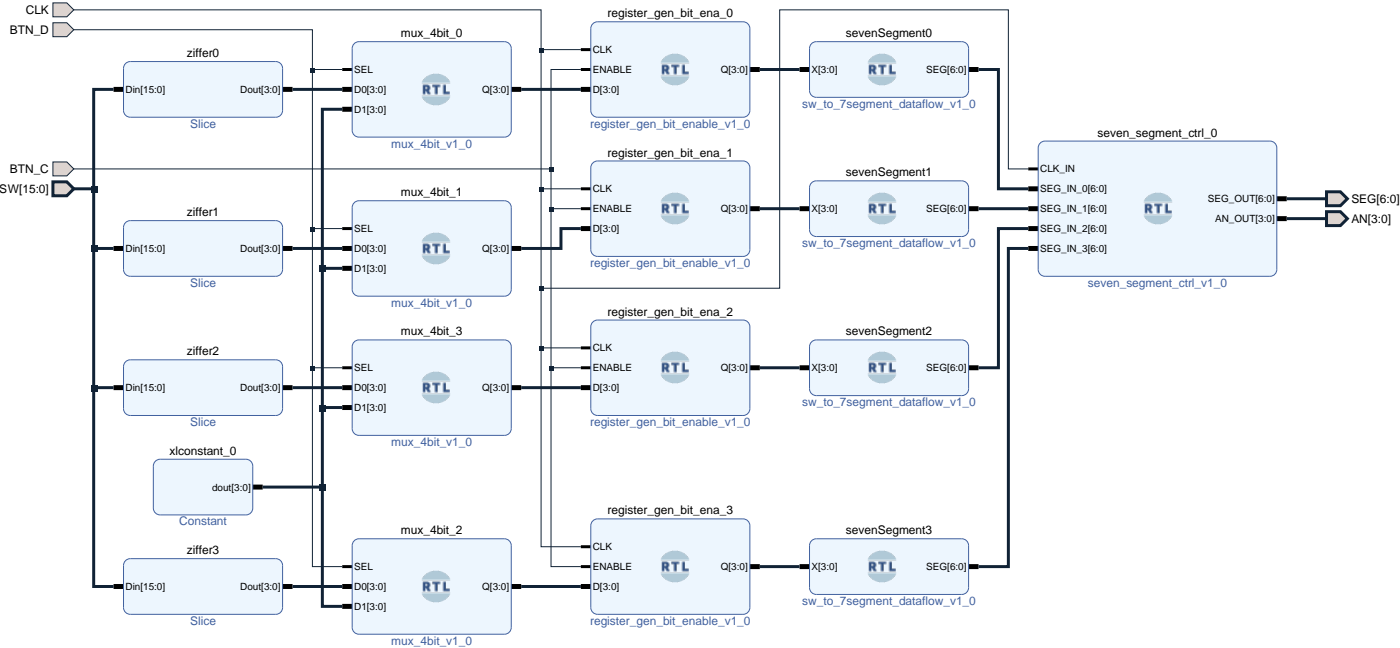 CLK
BTN_D
BTN_C
SW[15:0]
ziffer0
Din[15:0] Dout[3:0]
Slice
ziffer1
Din[15:0] Dout[3:0]
Slice
ziffer2
Din[15:0] Dout[3:0]
Slice
xlconstant_0
dout[3:0]
Constant
ziffer3
Din[15:0] Dout[3:0]
Slice
mux_4bit_0
SEL
D0[3:0] RTL Q[3:0]
D1[3:0]
mux_4bit_v1_0
mux_4bit_1
SEL
D0[3:0] RTL Q[3:0]
D1[3:0]
mux_4bit_v1_0
mux_4bit_3
SEL
D0[3:0] RTL Q[3:0]
D1[3:0]
mux_4bit_v1_0
mux_4bit_2
SEL
D0[3:0] RTL Q[3:0]
D1[3:0]
mux_4bit_v1_0
register_gen_bit_ena_0
CLK
ENABLE RTL Q[3:0]
D[3:0]
register_gen_bit_enable_v1_0
register_gen_bit_ena_1
CLK
ENABLE RTL Q[3:0]
D[3:0]
register_gen_bit_enable_v1_0
register_gen_bit_ena_2
CLK
ENABLE RTL Q[3:0]
D[3:0]
register_gen_bit_enable_v1_0
register_gen_bit_ena_3
CLK
ENABLE RTL Q[3:0]
D[3:0]
register_gen_bit_enable_v1_0
sevenSegment0
X[3:0] RTL SEG[6:0]
sw_to_7segment_dataflow_v1_0
sevenSegment1
X[3:0] RTL SEG[6:0]
sw_to_7segment_dataflow_v1_0
sevenSegment2
X[3:0] RTL SEG[6:0]
sw_to_7segment_dataflow_v1_0
sevenSegment3
X[3:0] RTL SEG[6:0]
sw_to_7segment_dataflow_v1_0
seven_segment_ctrl_0
CLK_IN
SEG_IN_0[6:0]
SEG_IN_1[6:0]
SEG_IN_2[6:0]
SEG_IN_3[6:0]
RTL
SEG_OUT[6:0]
AN_OUT[3:0]
seven_segment_ctrl_v1_0
SEG[6:0]
AN[3:0]